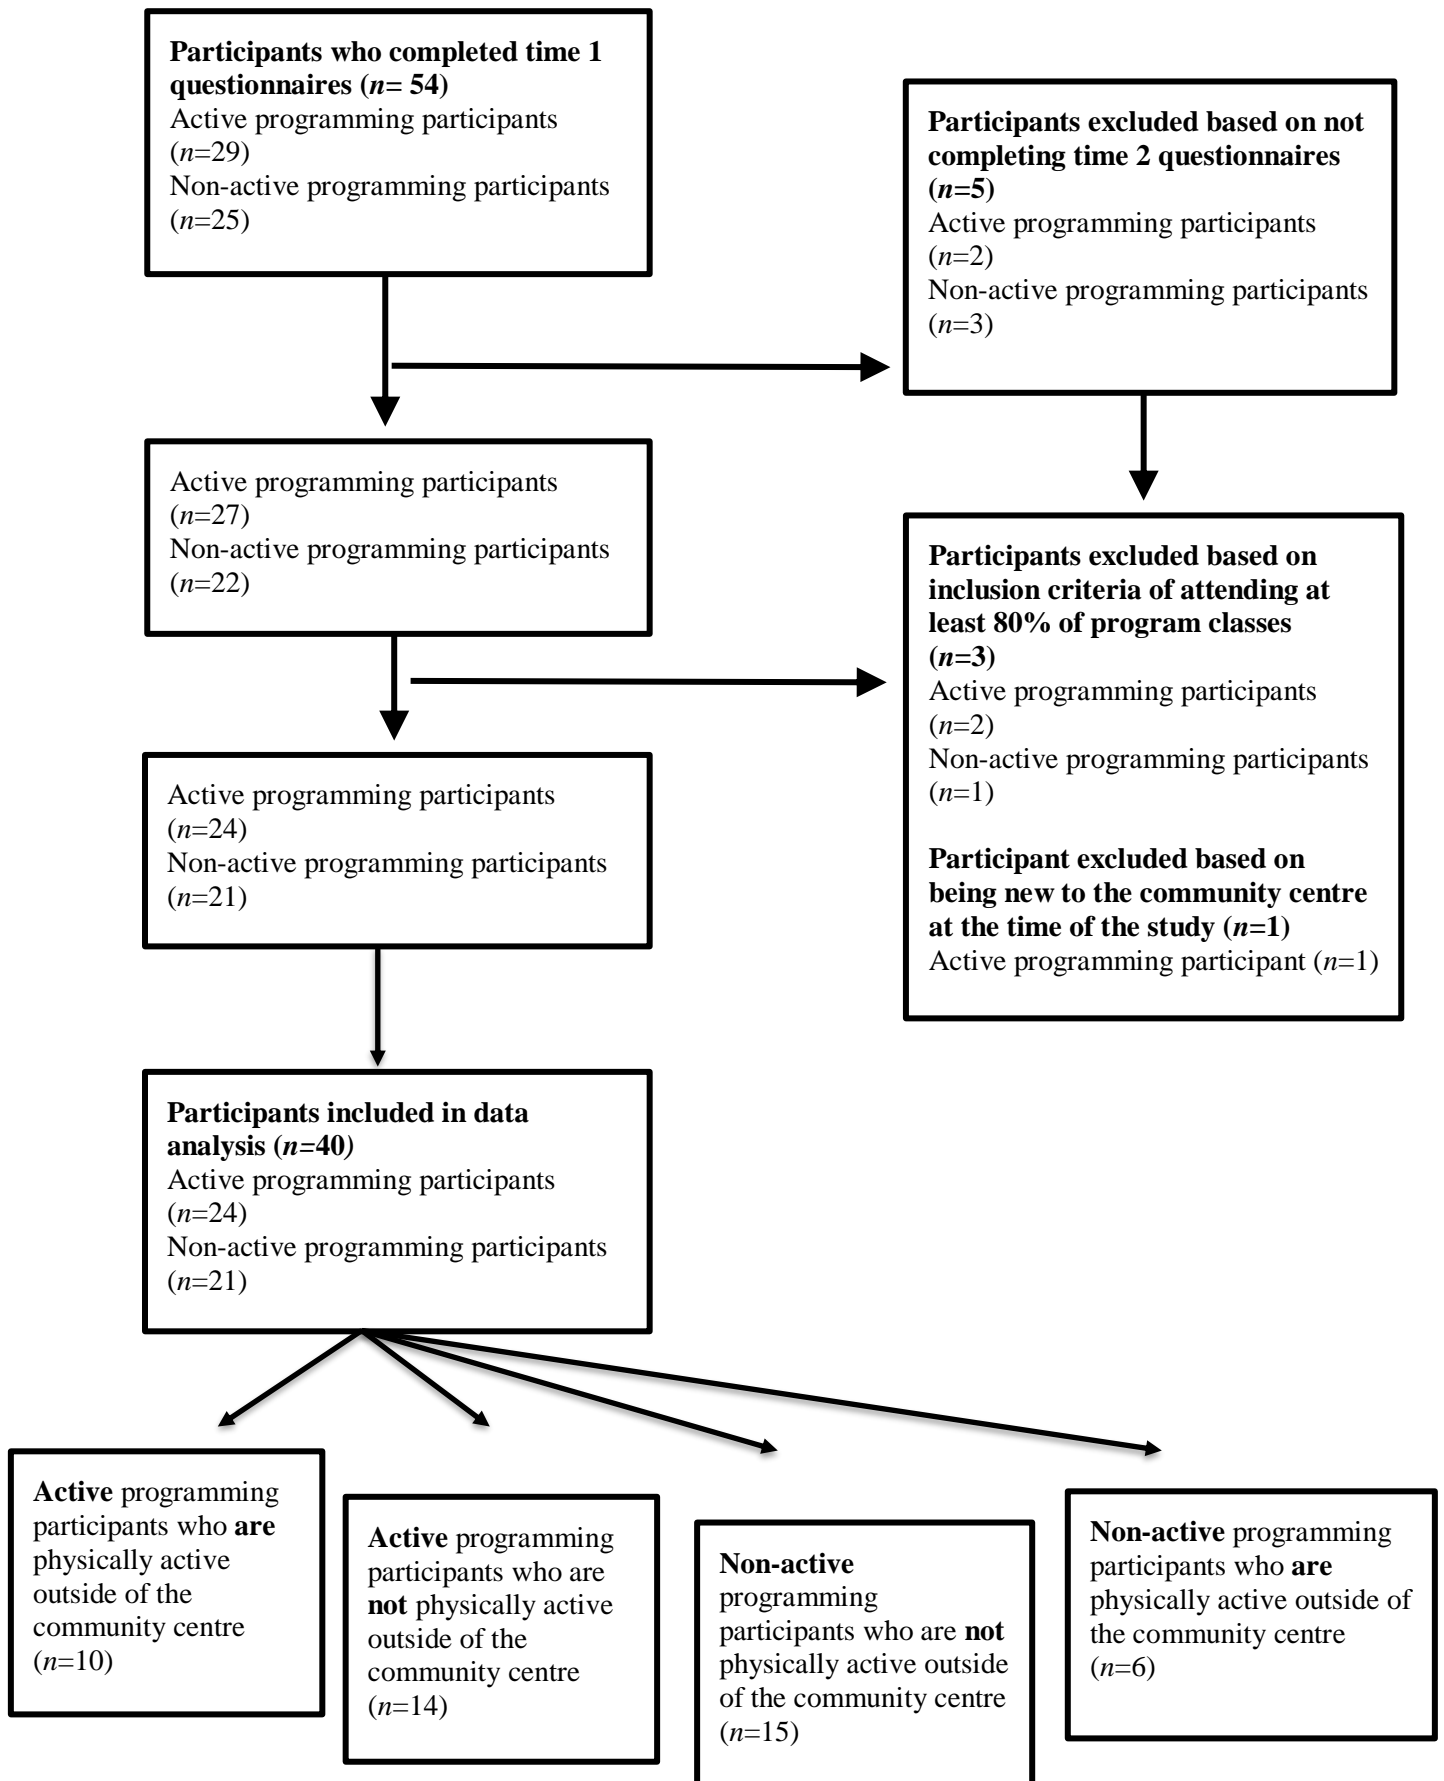 Participants who completed time 1
questionnaires (n= 54)
Active programming participants
(n=29)
Non-active programming participants
(n=25)
Participants excluded based on not
completing time 2 questionnaires
(n=5)
Active programming participants
(n=2)
Non-active programming participants
(n=3)
Active programming participants
(n=27)
Non-active programming participants
(n=22)
Participants excluded based on
inclusion criteria of attending at
least 80% of program classes
(n=3)
Active programming participants
(n=2)
Non-active programming participants
(n=1)
Participant excluded based on
being new to the community centre
at the time of the study (n=1)
Active programming participant (n=1)
Active programming participants
(n=24)
Non-active programming participants
(n=21)
Participants included in data
analysis (n=40)
Active programming participants
(n=24)
Non-active programming participants
(n=21)
Active programming
participants who are
physically active
outside of the
community centre
(n=10)
Active programming
participants who are
not physically active
outside of the
community centre
(n=14)
Non-active
programming
participants who are not
physically active outside
of the community centre
(n=15)
Non-active programming
participants who are
physically active outside of
the community centre
(n=6)